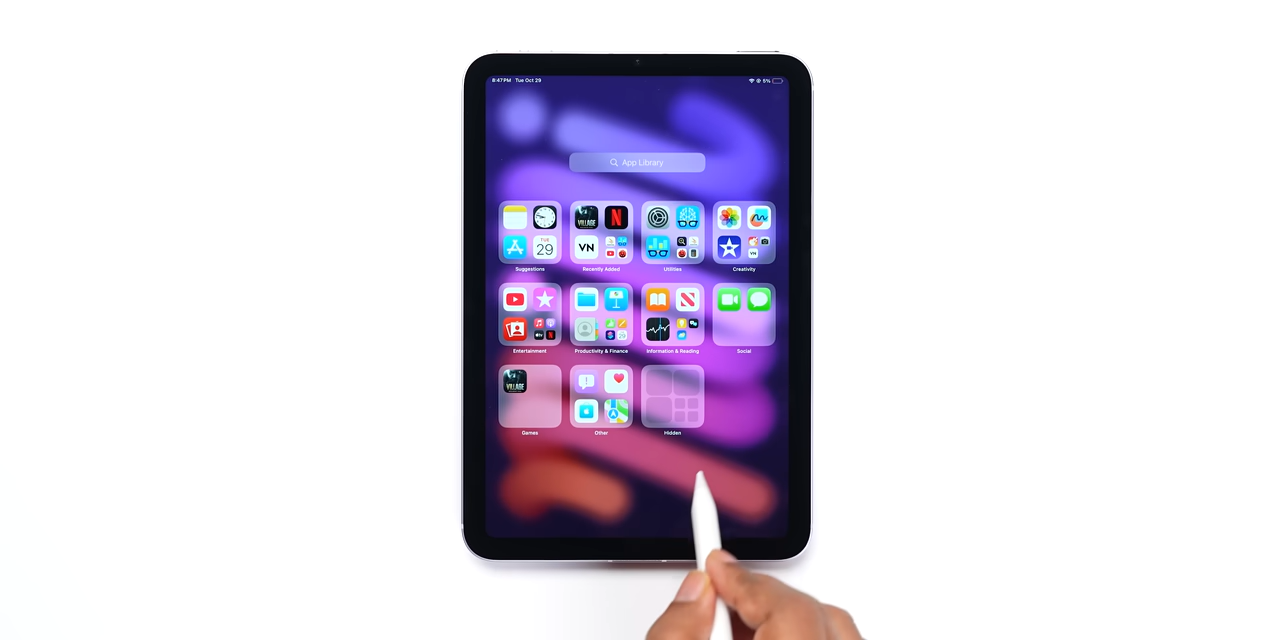 8:47 PM Tue Oct 29
5%
App Library
VILLAGE
N
VN
TUE
29
VN
Suggestions
Recently Added
Utilities
Creativity
Entertainment
Productivity & Finance
Information & Reading
Social
VILLAGE
Games
Other
Hidden